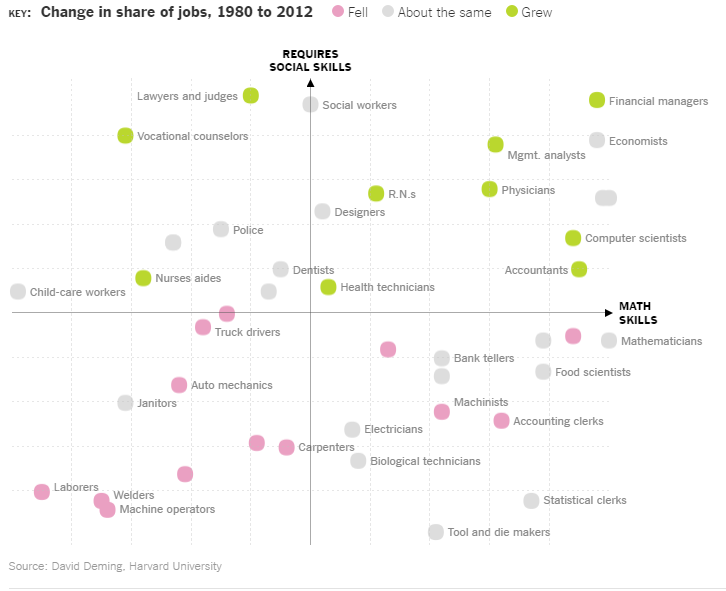 KEY: Change in share of jobs, 1980 to 2012 Fell About the same Grew
REQUIRES
SOCIAL SKILLS
Lawyers and judges
Social workers
Financial managers
Vocational counselors
Economists
Mgmt. analysts
R.N.s
Physicians
Designers
Police
Computer scientists
Dentists
Accountants
Nurses aides
Health technicians
Child-care workers
MATH
SKILLS
Truck drivers
Mathematicians
Bank tellers
Food scientists
Auto mechanics
Janitors
Machinists
Accounting clerks
Electricians
Carpenters
Biological technicians
Laborers
Welders
Machine operators
Statistical clerks
Tool and die makers
Source: David Deming, Harvard University